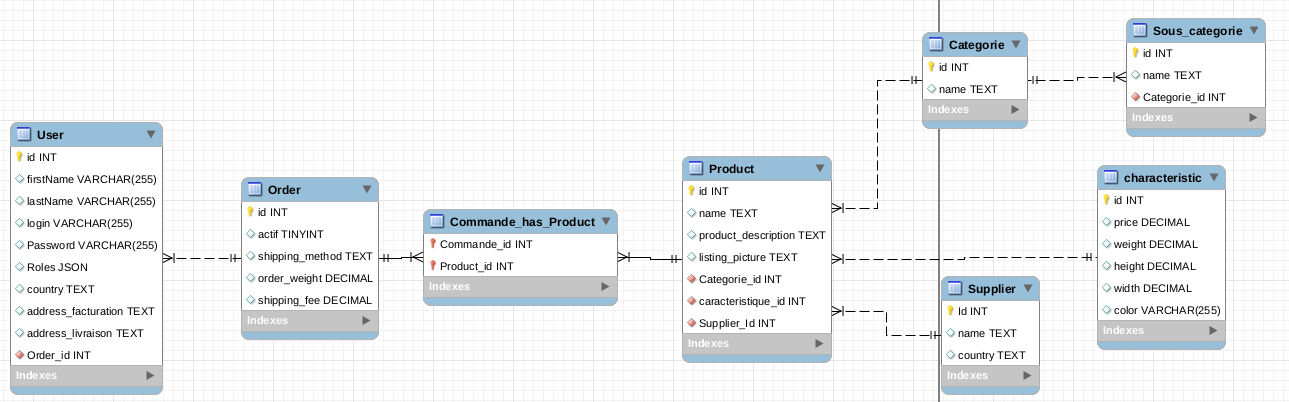 User
id INT
firstName VARCHAR(255)
lastName VARCHAR(255)
login VARCHAR(255)
Password VARCHAR(255)
Roles JSON
country TEXT
address_facturation TEXT
address_livraison TEXT
Order_id INT
Indexes
Order
id INT
actif TINYINT
shipping_method TEXT
order_weight DECIMAL
shipping_fee DECIMAL
Indexes
Commande_has_Product
Commande_id INT
Product_id INT
Indexes
Product
id INT
name TEXT
product_description TEXT
listing_picture TEXT
Categorie_id INT
caracteristique_id INT
Supplier_Id INT
Indexes
Categorie
id INT
name TEXT
Indexes
Sous_categorie
id INT
name TEXT
Categorie_id INT
Indexes
characteristic
id INT
price DECIMAL
weight DECIMAL
height DECIMAL
width DECIMAL
color VARCHAR(255)
Indexes
Supplier
Id INT
name TEXT
country TEXT
Indexes